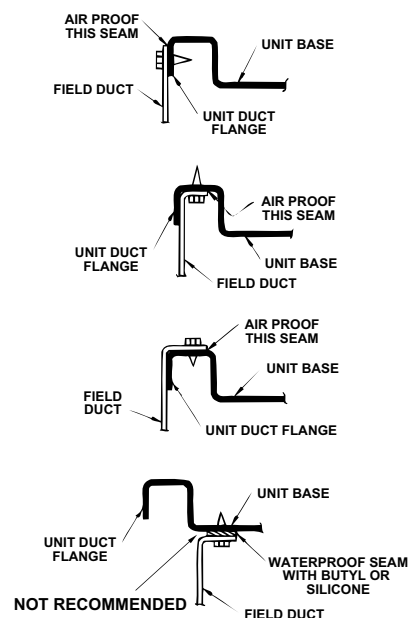 AIR PROOF
THIS SEAM
UNIT BASE
FIELD DUCT
UNIT DUCT
FLANGE
AIR PROOF
THIS SEAM
UNIT DUCT
FLANGE
UNIT BASE
FIELD DUCT
AIR PROOF
THIS SEAM
UNIT BASE
FIELD
DUCT
UNIT DUCT FLANGE
UNIT BASE
UNIT DUCT
FLANGE
WATERPROOF SEAM
WITH BUTYL OR
SILICONE
NOT RECOMMENDED
FIELD DUCT